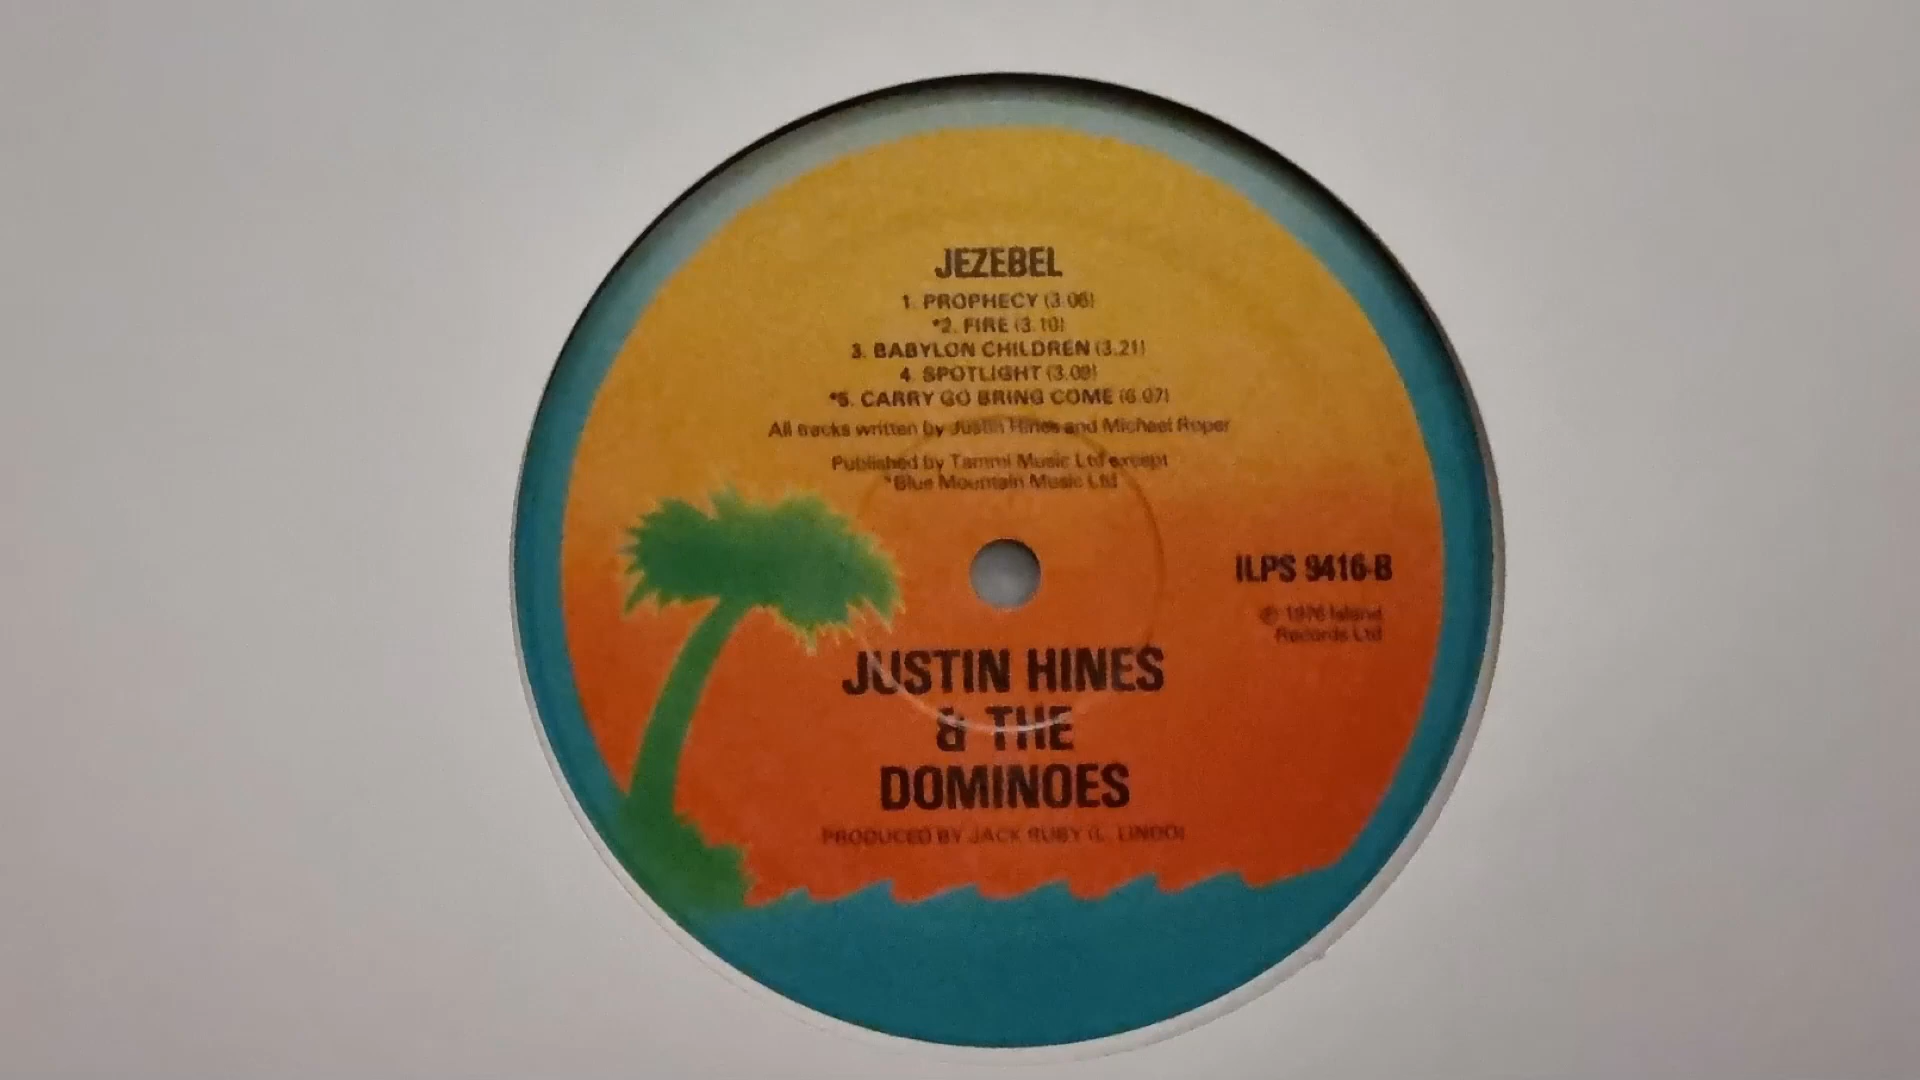 JEZEBEL
1. PROPHECY (3.06)
*2. FIRE (3.10)
3. BABYLON CHILDREN (3.21)
4. SPOTLIGHT (3.09)
*5. CARRY GO BRING COME (6.07)
All tracks written by Justin Hines and Michael Roper
Published by Tammi Music Ltd except
*Blue Mountain Music Ltd
ILPS 9416-B
© 1976 Island
Records Ltd
JUSTIN HINES
& THE
DOMINOES
PRODUCED BY JACK RUBY (L. LINDO)